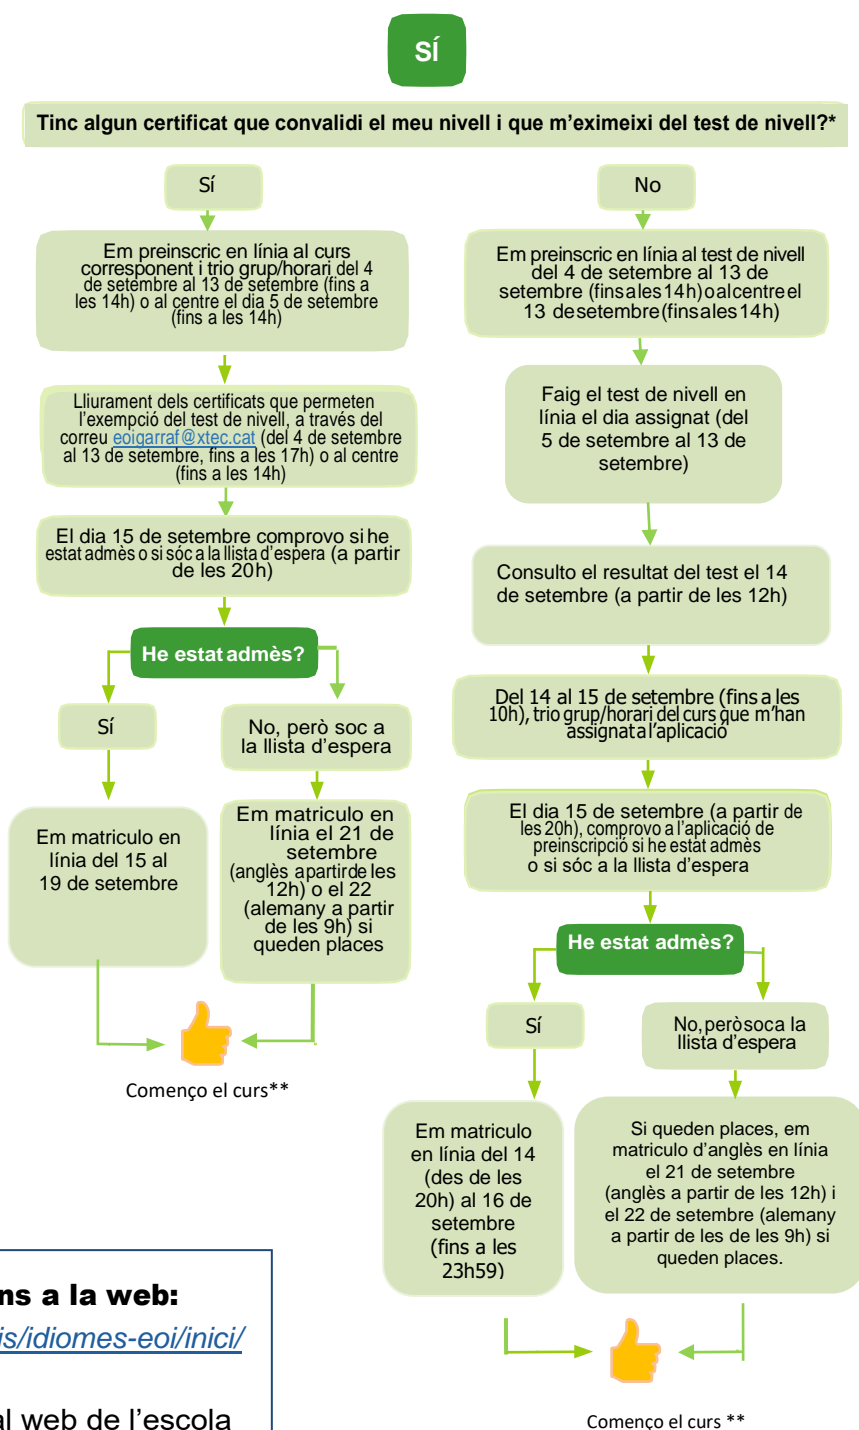 SÍ
Tinc algun certificat que convalidi el meu nivell i que m'eximeixi del test de nivell?*
Sí
Em preinscric en línia al curs
corresponent i trio grup/horari del 4
de setembre al 13 de setembre (fins a
les 14h) o al centre el dia 5 de setembre
(fins a les 14h)
Lliurament dels certificats que permeten
l'exempció del test de nivell, a través del
correu eoigarraf@xtec.cat (del 4 de setembre
al 13 de setembre, fins a les 17h) o al centre
(fins a les 14h)
El dia 15 de setembre comprovo si he
estat admès o si sóc a la llista d'espera (a partir
de les 20h)
He estat admès?
Sí
No, però soc a
la llista d'espera
Em matriculo en
línia del 15 al
19 de setembre
Em matriculo en
línia el 21 de
setembre
(anglès a partir de les
12h) o el 22
(alemany a partir
de les 9h) si
queden places
Començo el curs**
No
Em preinscric en línia al test de nivell
del 4 de setembre al 13 de
setembre (fins a les 14h) o al centre el
13 de setembre (fins a les 14h)
Faig el test de nivell en
línia el dia assignat (del
5 de setembre al 13 de
setembre)
Consulto el resultat del test el 14
de setembre (a partir de les 12h)
Del 14 al 15 de setembre (fins a les
10h), trio grup/horari del curs que m'han
assignat a l'aplicació
El dia 15 de setembre (a partir de
les 20h), comprovo a l'aplicació de
preinscripció si he estat admès
o si sóc a la llista d'espera
He estat admès?
Sí
No, però soc a la
llista d'espera
Em matriculo
en línia del 14
(des de les
20h) al 16 de
setembre
(fins a les
23h59)
Si queden places, em
matriculo d'anglès en línia
el 21 de setembre
(anglès a partir de les 12h) i
el 22 de setembre (alemany
a partir de les de les 9h) si
queden places.
Començo el curs **
ns a la web:
is/idiomes-eoi/inici/
al web de l'escola